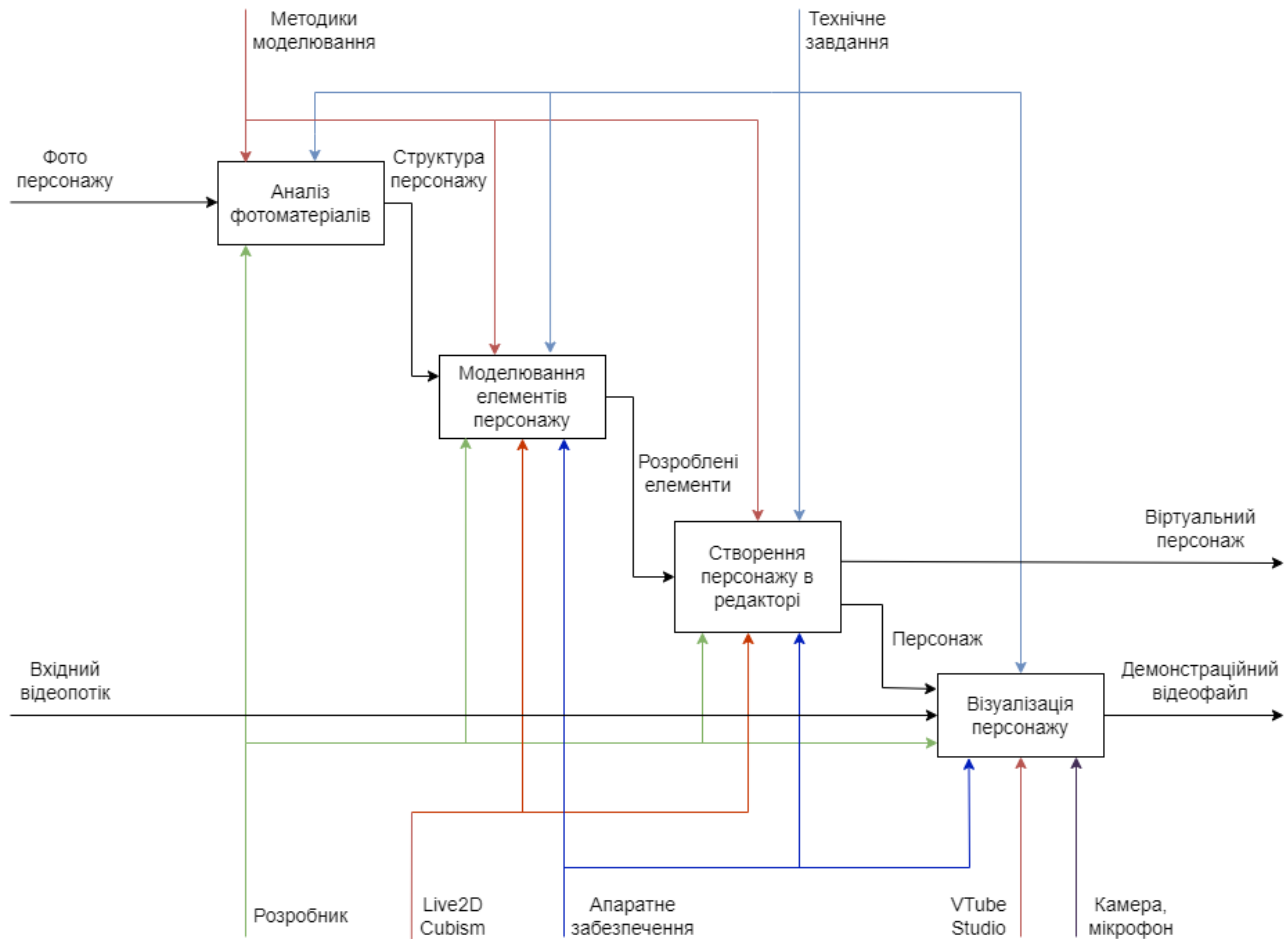 Методики
моделювання
Технічне
завдання
Фото
персонажу
Аналіз
фотоматеріалів
Структура
персонажу
Моделювання
елементів
персонажу
Розроблені
елементи
Створення
персонажу в
редакторі
Віртуальний
персонаж
Персонаж
Вхідний
відеопотік
Візуалізація
персонажу
Демонстраційний
відеофайл
Розробник
Live2D
Cubism
Апаратне
забезпечення
VTube
Studio
Камера,
мікрофон